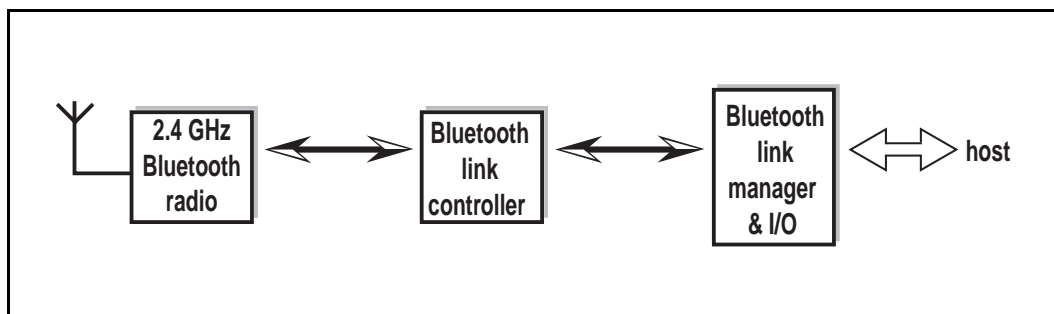 2.4 GHz
Bluetooth
radio
Bluetooth
link
controller
Bluetooth
link
manager
& I/O
host